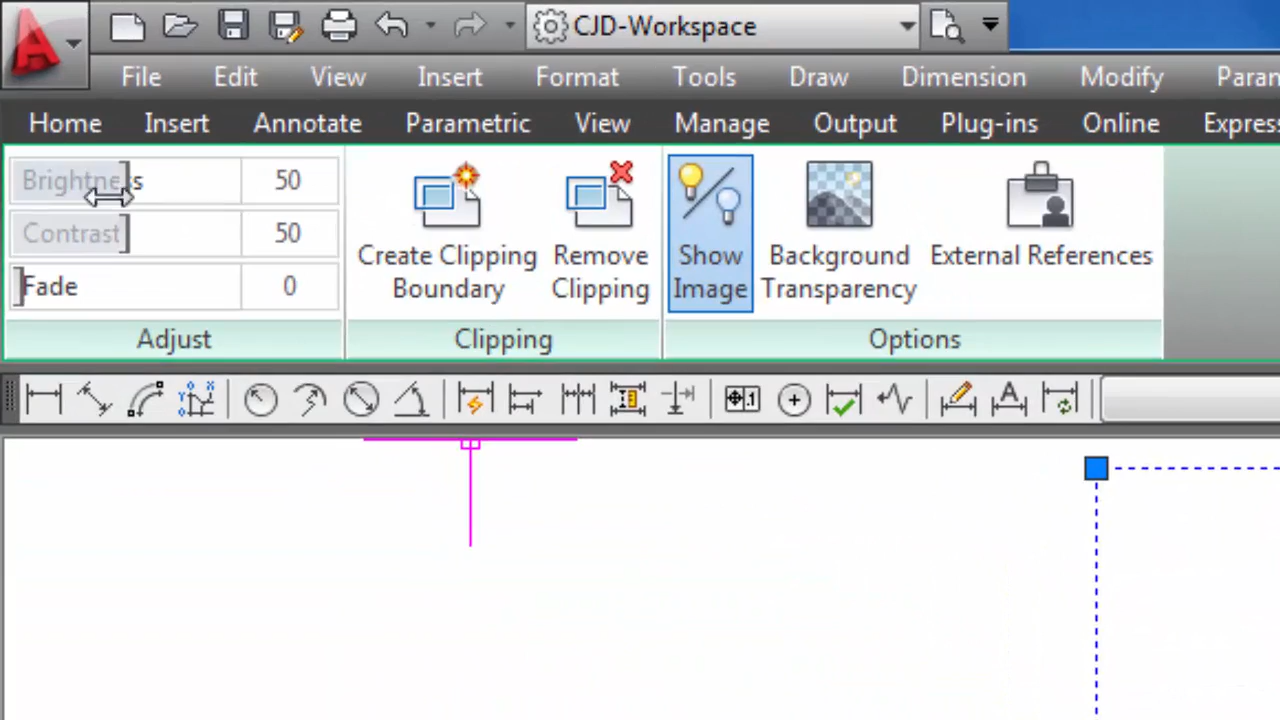 CJD-Workspace
File Edit View Insert Format Tools Draw Dimension Modify Param
Home Insert Annotate Parametric View Manage Output Plug-ins Online Express
Brightness 50
Contrast 50
Fade 0
Create Clipping
Boundary
Remove
Clipping
Show
Image
Background
Transparency
External References
Adjust Clipping Options